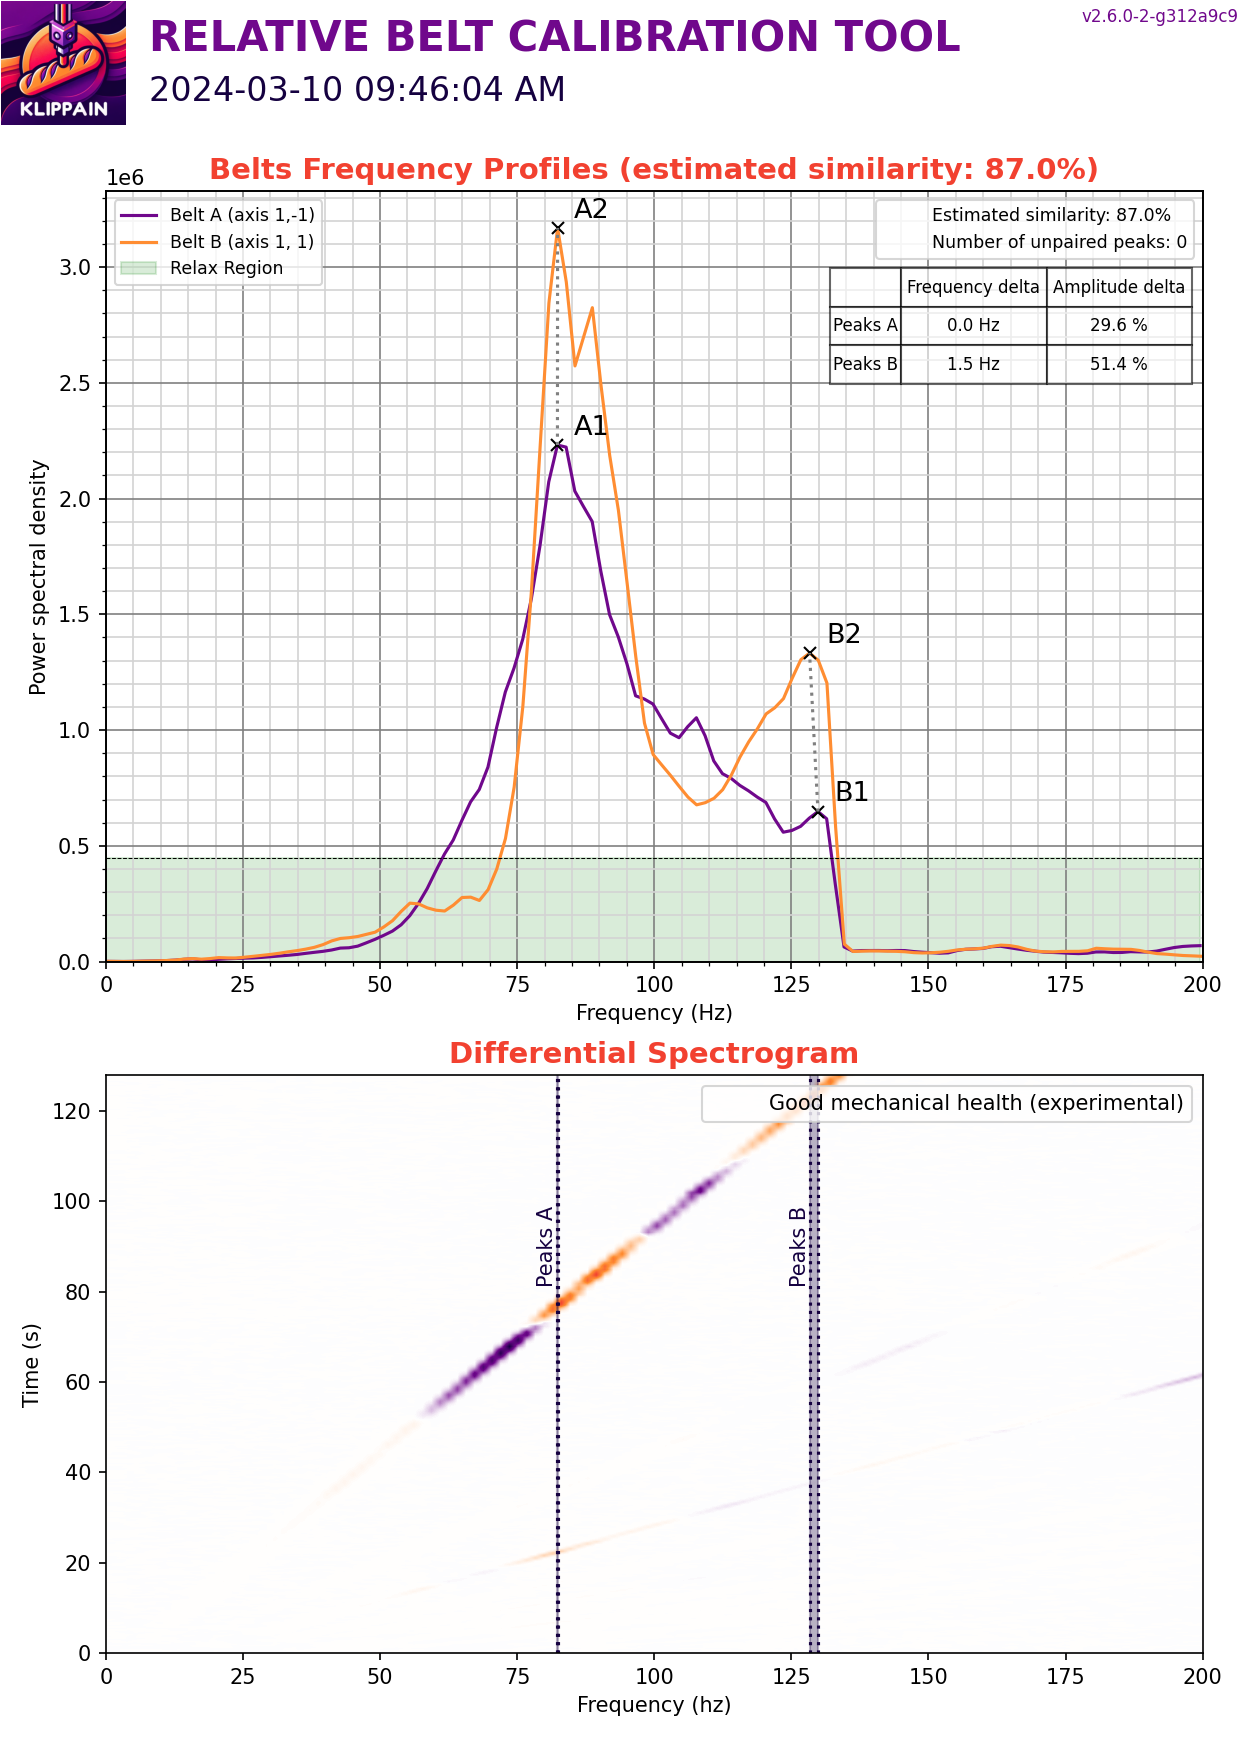 RELATIVE BELT CALIBRATION TOOL
v2.6.0-2-g312a9c9
2024-03-10 09:46:04 AM
KLIPPAIN
Belts Frequency Profiles (estimated similarity: 87.0%)
1e6
Belt A (axis 1,-1)
Belt B (axis 1, 1)
Relax Region
Estimated similarity: 87.0%
Number of unpaired peaks: 0
Frequency delta Amplitude delta
Peaks A 0.0 Hz 29.6 %
Peaks B 1.5 Hz 51.4 %
A2
A1
B2
B1
Power spectral density
3.0
2.5
2.0
1.5
1.0
0.5
0.0
0 25 50 75 100 125 150 175 200
Frequency (Hz)
Differential Spectrogram
Good mechanical health (experimental)
Peaks A
Peaks B
Time (s)
120
100
80
60
40
20
0
0 25 50 75 100 125 150 175 200
Frequency (hz)